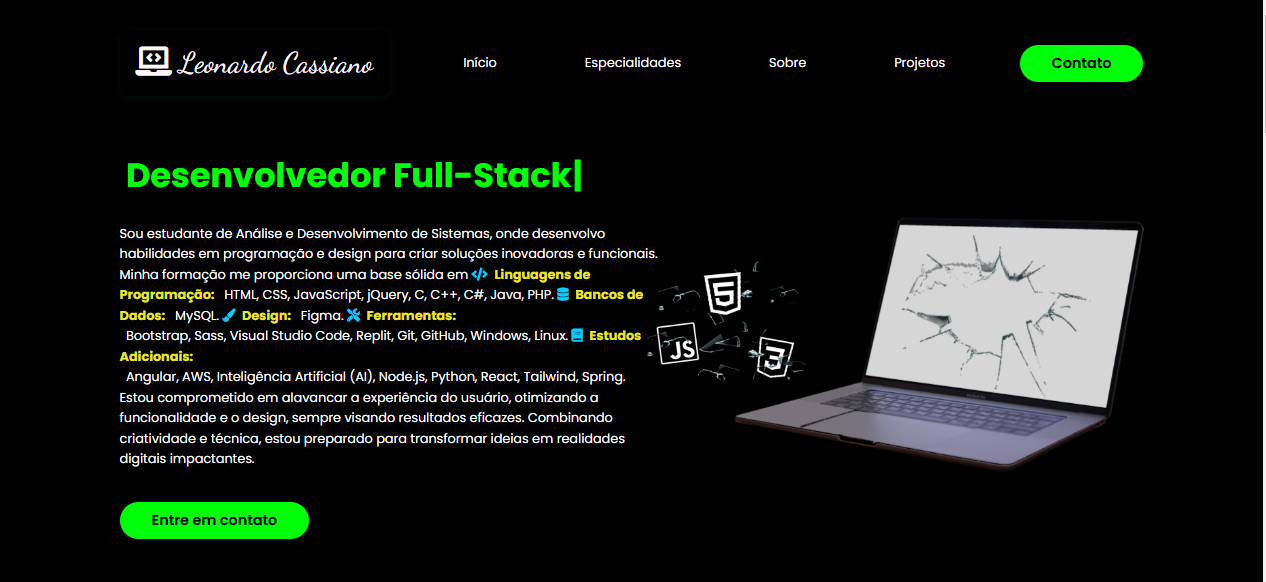 Leonardo Cassiano
Início
Especialidades
Sobre
Projetos
Contato
Desenvolvedor Full-Stack|
Sou estudante de Análise e Desenvolvimento de Sistemas, onde desenvolvo
habilidades em programação e design para criar soluções inovadoras e funcionais.
Minha formação me proporciona uma base sólida em Linguagens de
Programação: HTML, CSS, JavaScript, jQuery, C, C++, C#, Java, PHP. Bancos de
Dados: MySQL. Design: Figma. Ferramentas:
Bootstrap, Sass, Visual Studio Code, Replit, Git, GitHub, Windows, Linux. Estudos
Adicionais:
Angular, AWS, Inteligência Artificial (AI), Node.js, Python, React, Tailwind, Spring.
Estou comprometido em alavancar a experiência do usuário, otimizando a
funcionalidade e o design, sempre visando resultados eficazes. Combinando
criatividade e técnica, estou preparado para transformar ideias em realidades
digitais impactantes.
5
JS
3
Entre em contato